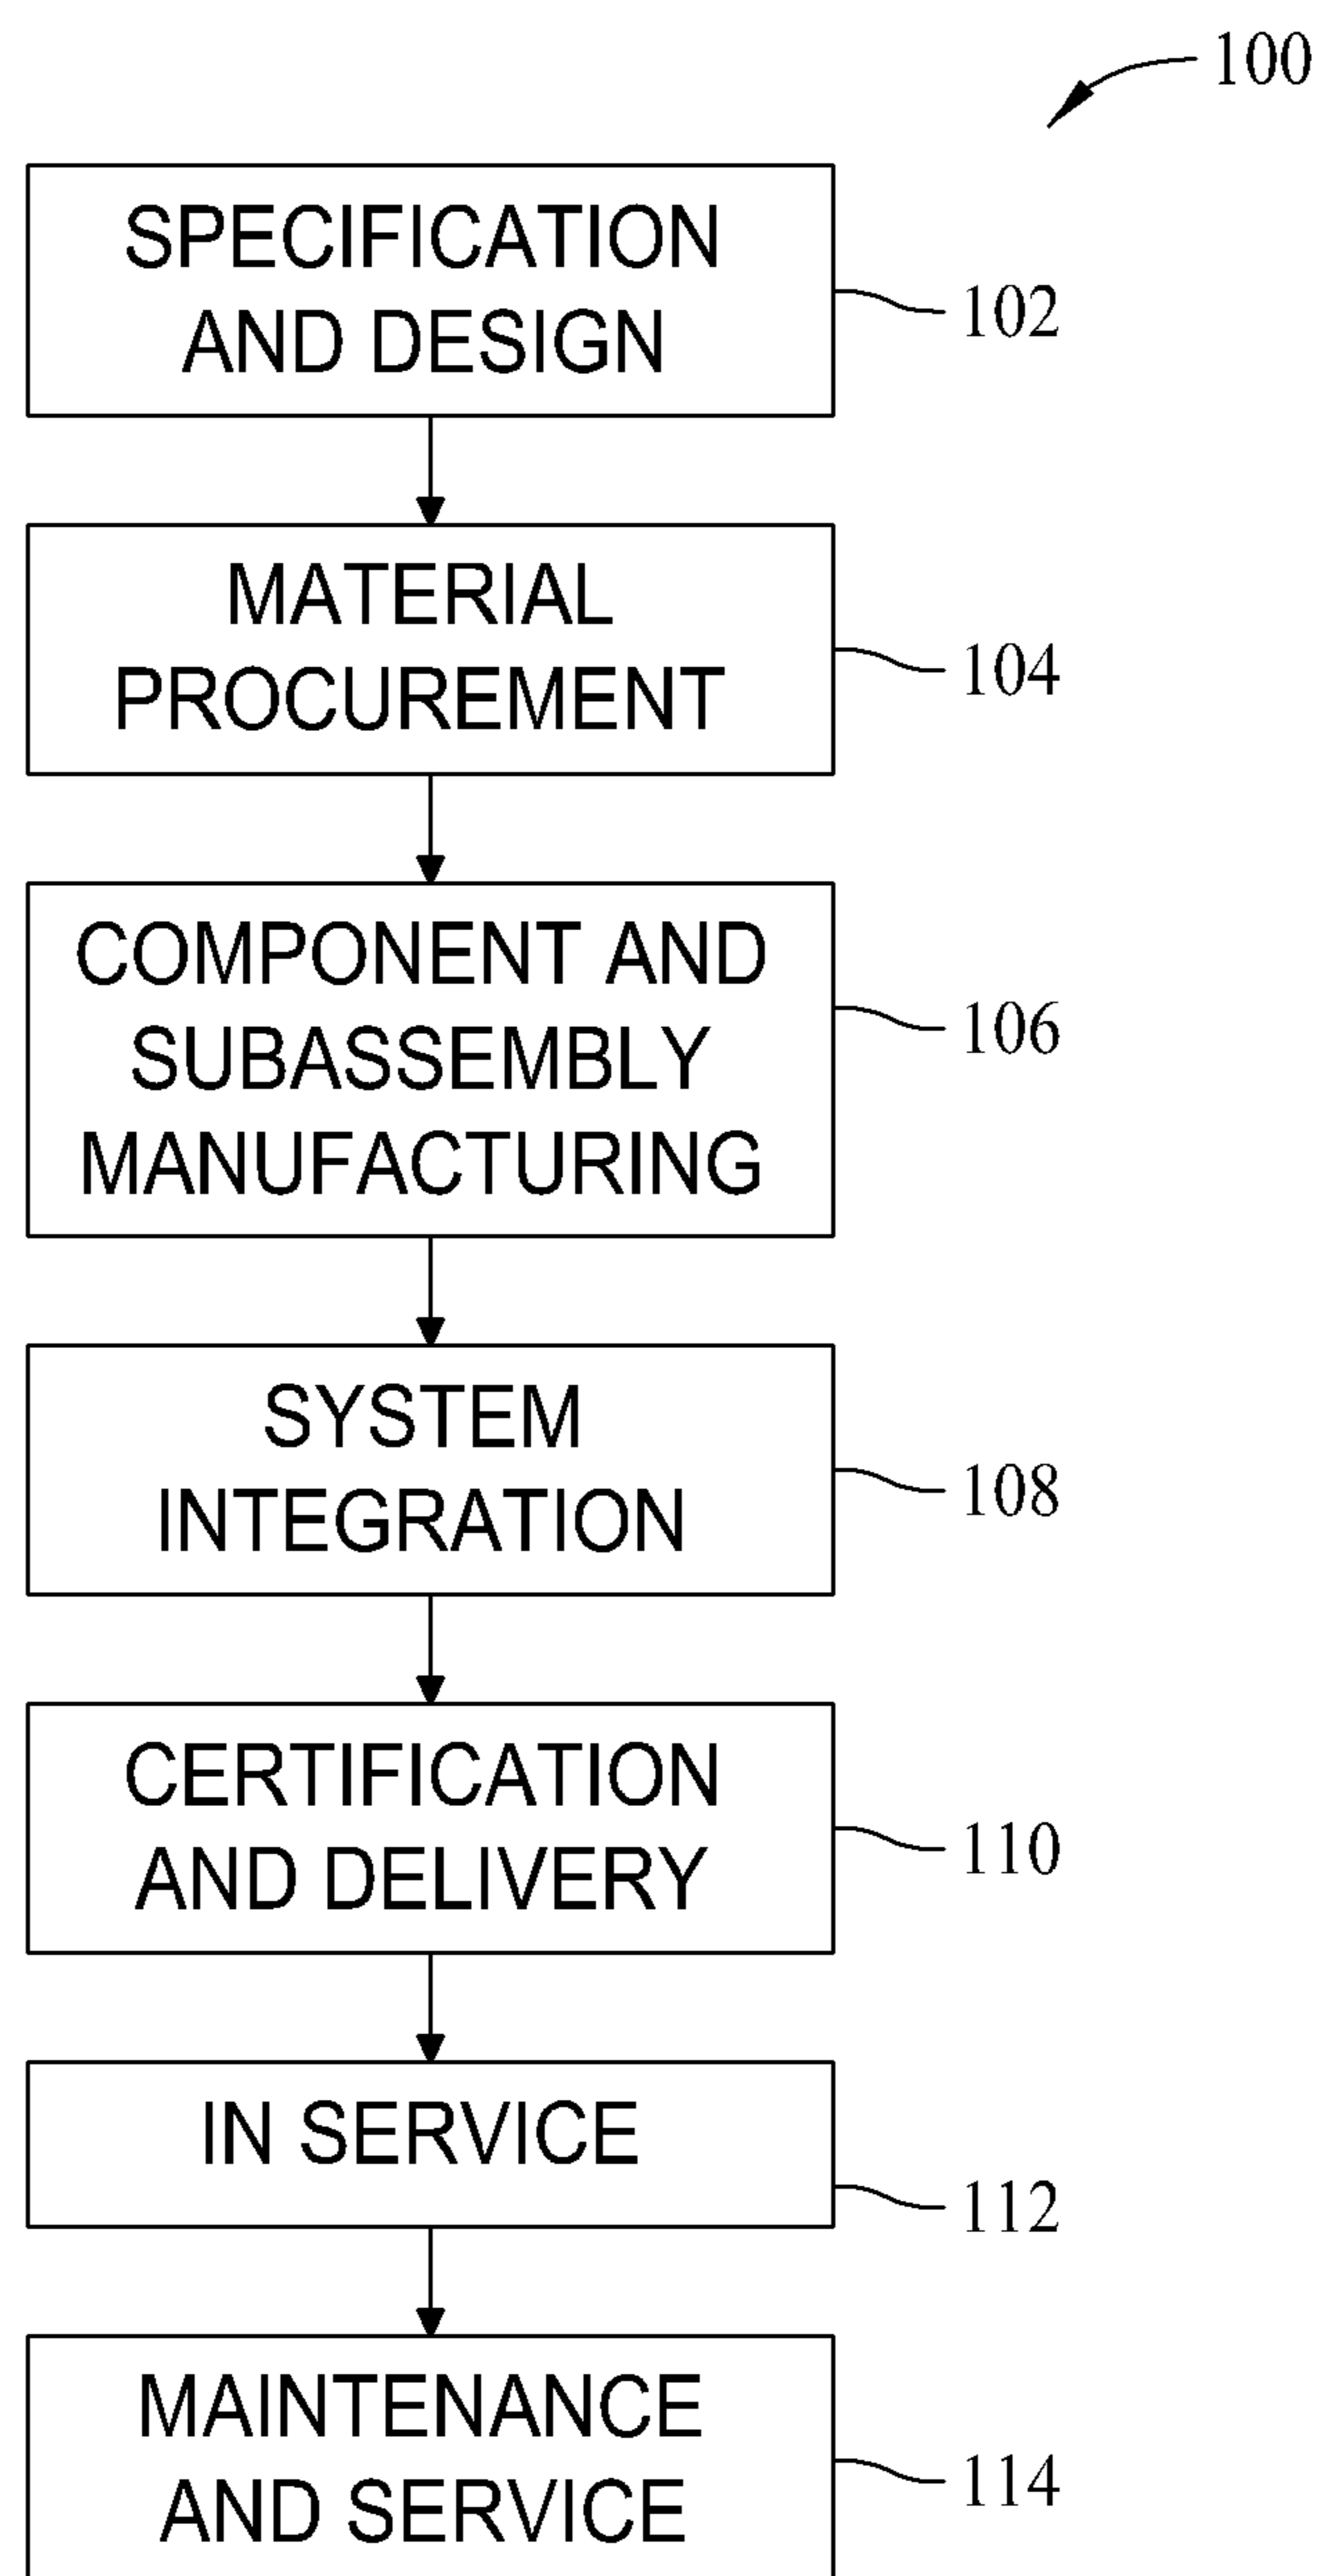 100
SPECIFICATION
AND DESIGN
102
MATERIAL
PROCUREMENT
104
COMPONENT AND
SUBASSEMBLY
MANUFACTURING
106
SYSTEM
INTEGRATION
108
CERTIFICATION
AND DELIVERY
110
IN SERVICE
112
MAINTENANCE
AND SERVICE
114